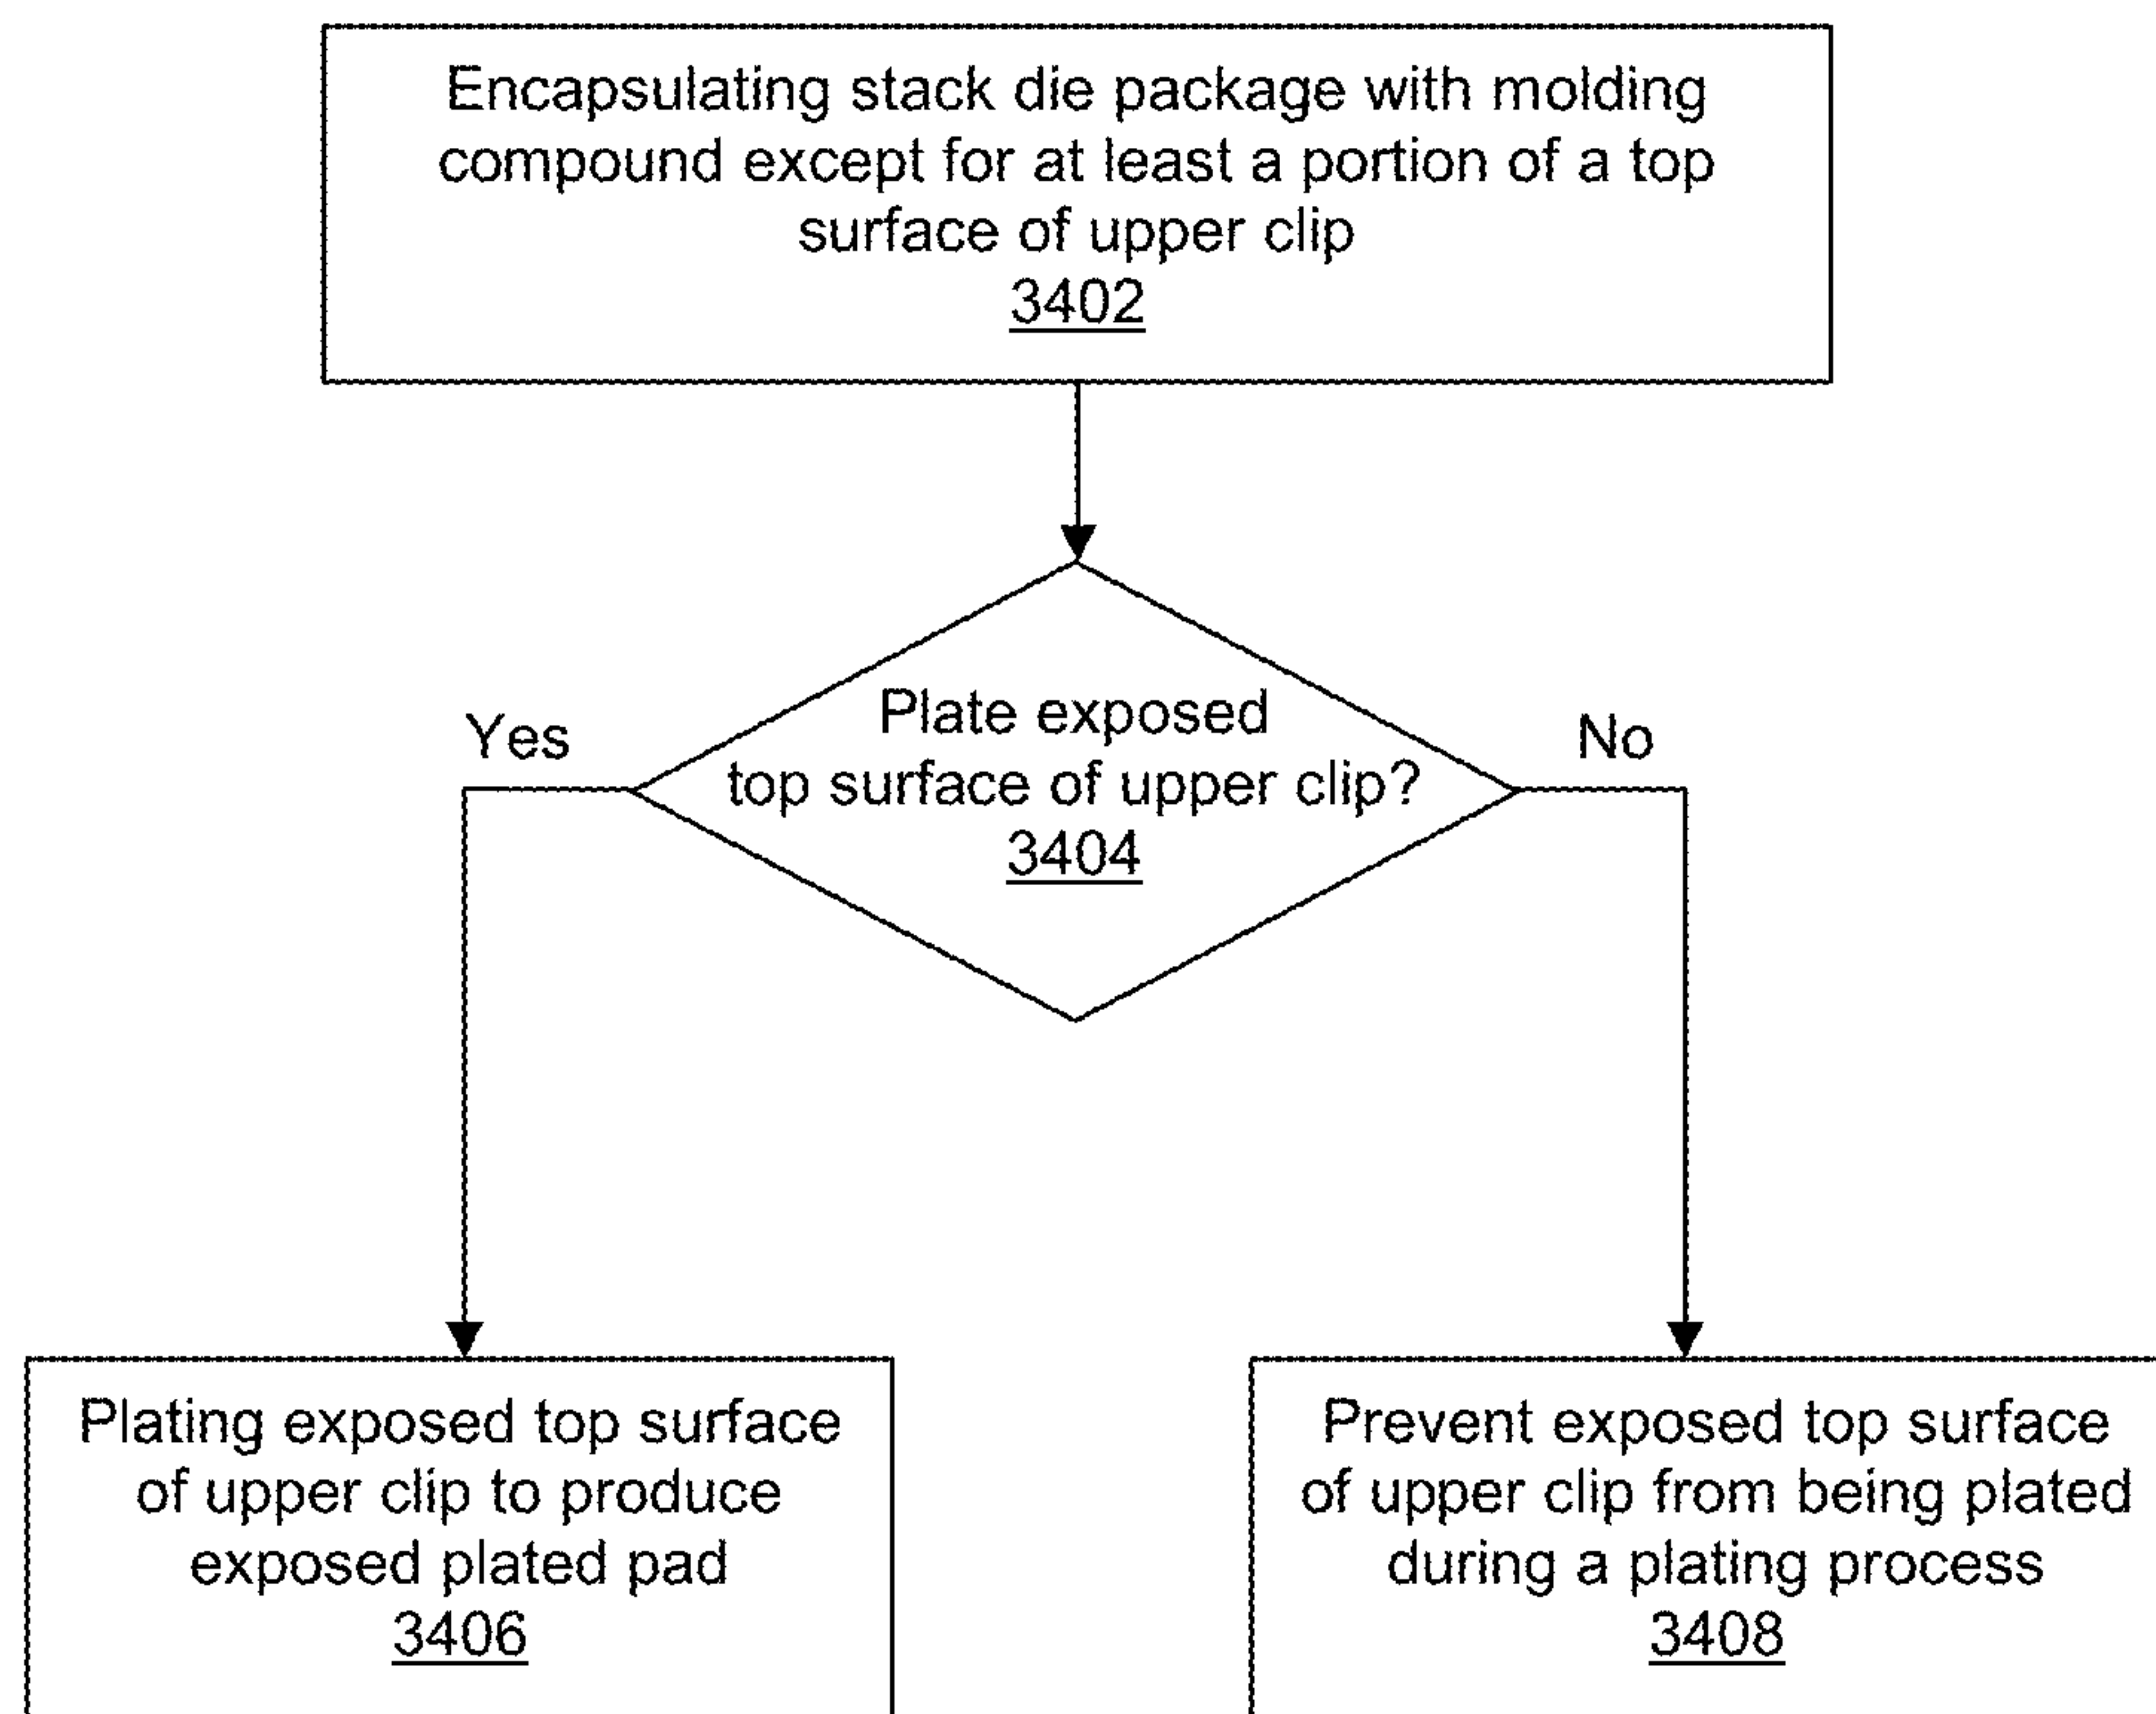 Encapsulating stack die package with molding
compound except for at least a portion of a top
surface of upper clip
3402
Plate exposed
top surface of upper clip?
3404
Yes
No
Plating exposed top surface
of upper clip to produce
exposed plated pad
3406
Prevent exposed top surface
of upper clip from being plated
during a plating process
3408